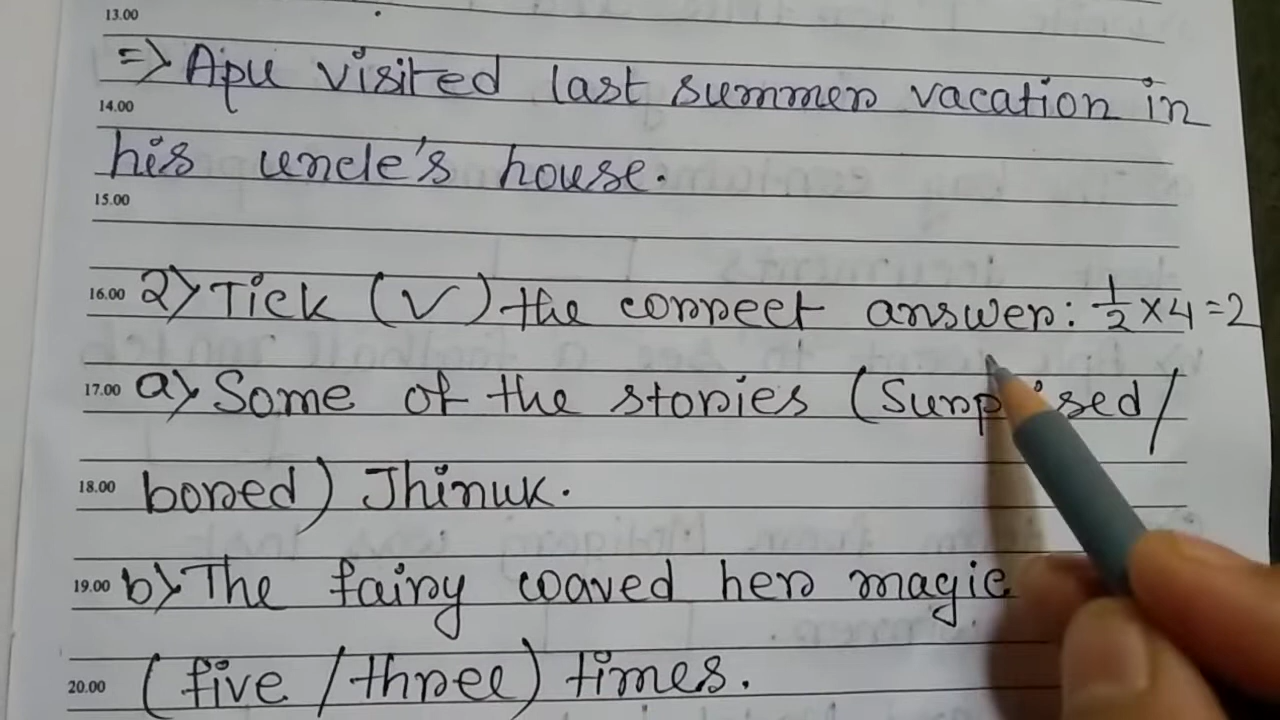 13.00
=> Apu visited last summer vacation in
14.00
his uncle's house.
15.00
16.00 2) Tick (√) the correct answer: 1/2 × 4 = 2
17.00 a) Some of the stories (Surprised/
18.00 bored) Jhinuk.
19.00 b) The fairy waved her magic
20.00 (five / three) times.